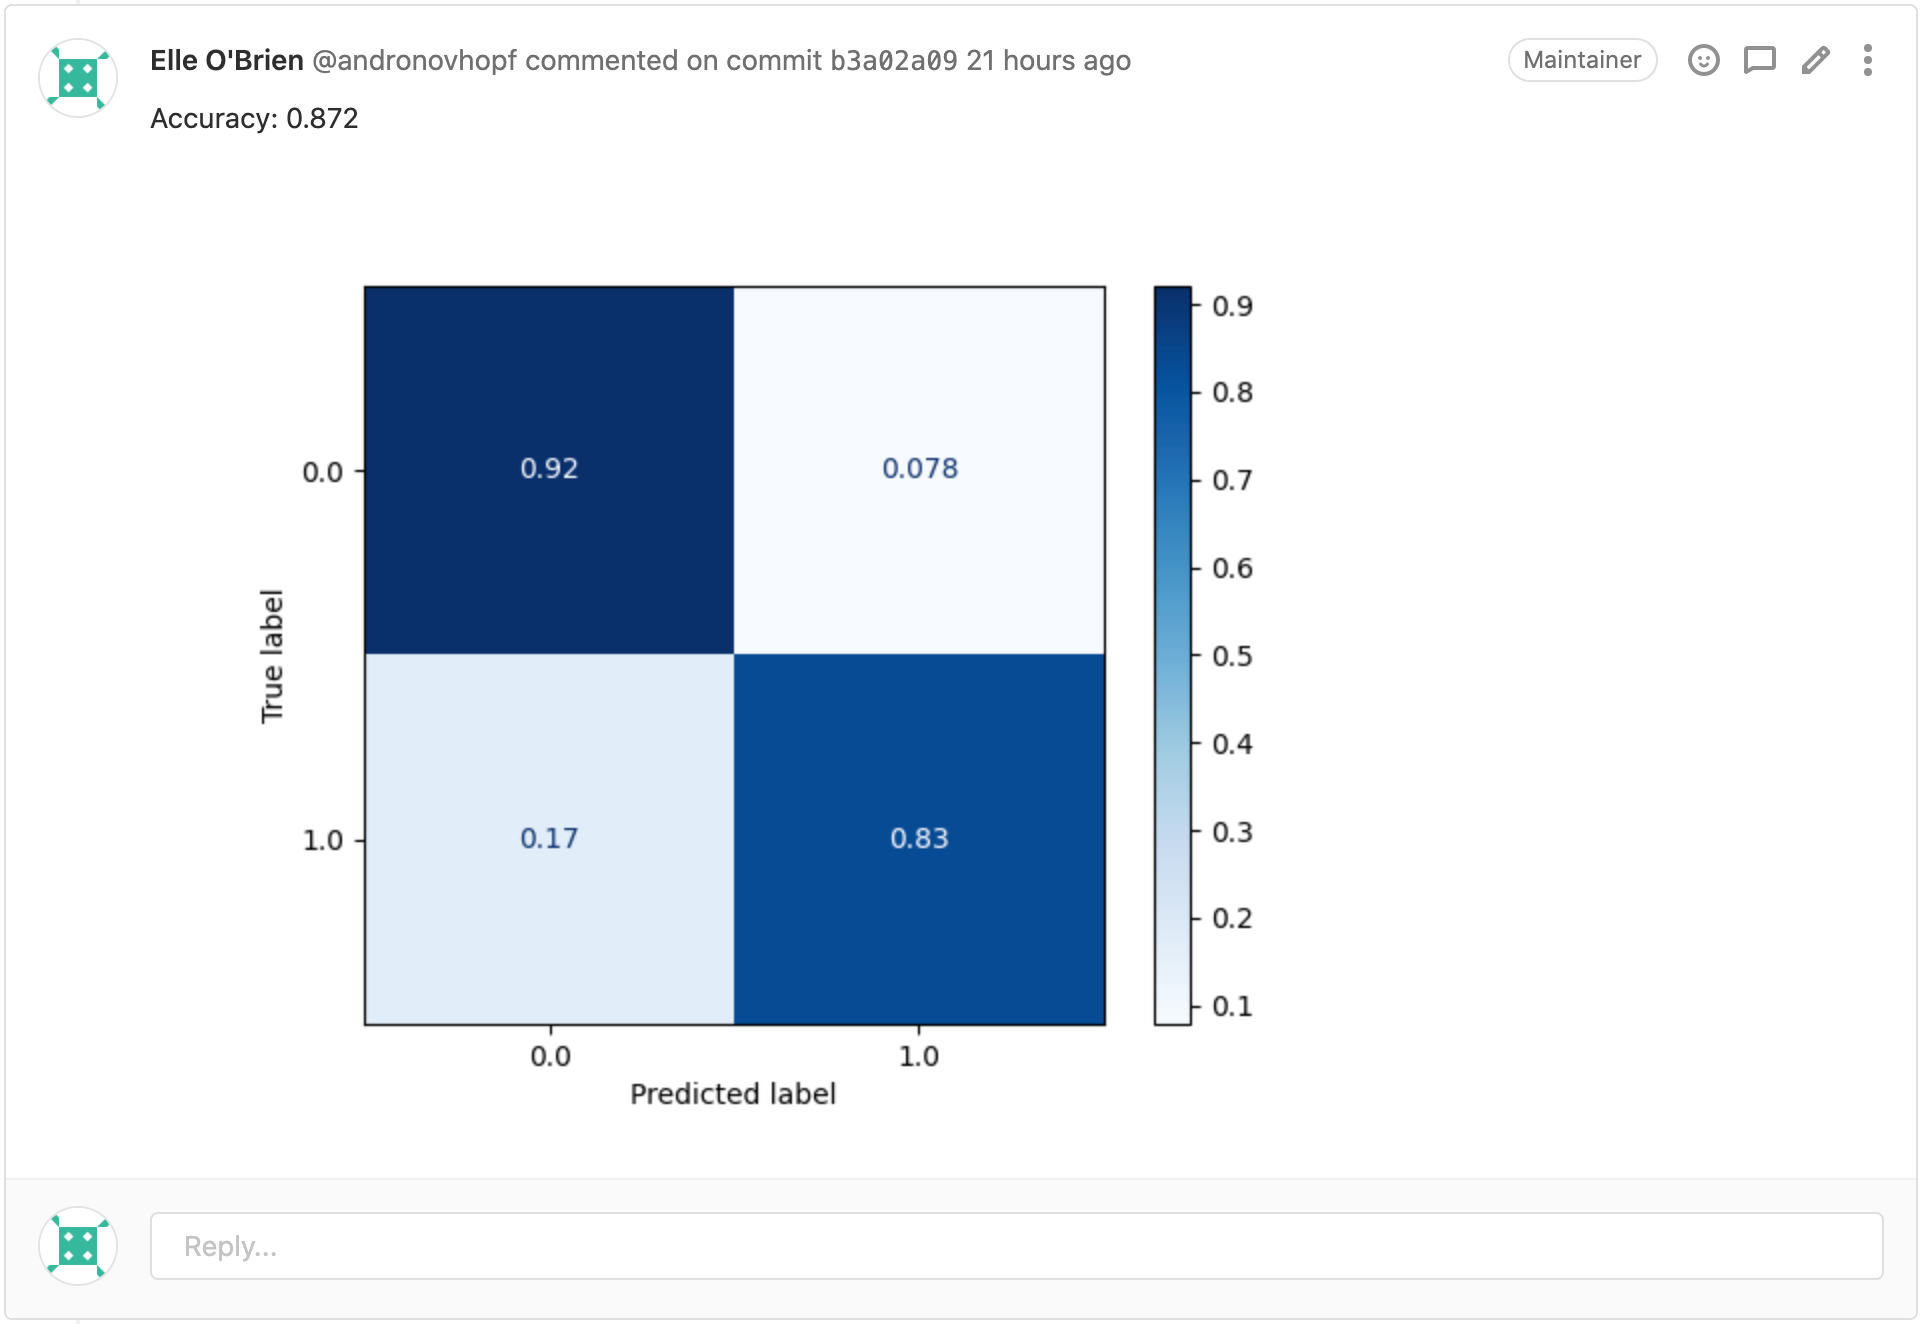 Elle O'Brien @andronovhopf commented on commit b3a02a09 21 hours ago
Maintainer
Accuracy: 0.872
0.92
0.078
0.17
0.83
0.0
1.0
True label
0.0
1.0
Predicted label
0.9
0.8
0.7
0.6
0.5
0.4
0.3
0.2
0.1
Reply...